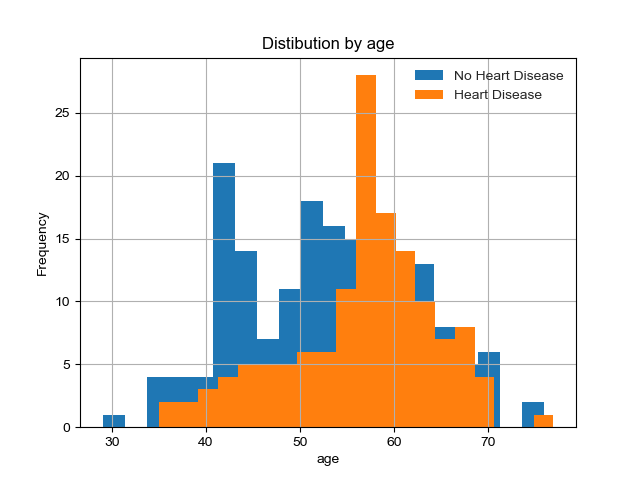 Distibution by age
No Heart Disease
Heart Disease
Frequency
25
20
15
10
5
0
30 40 50 60 70
age